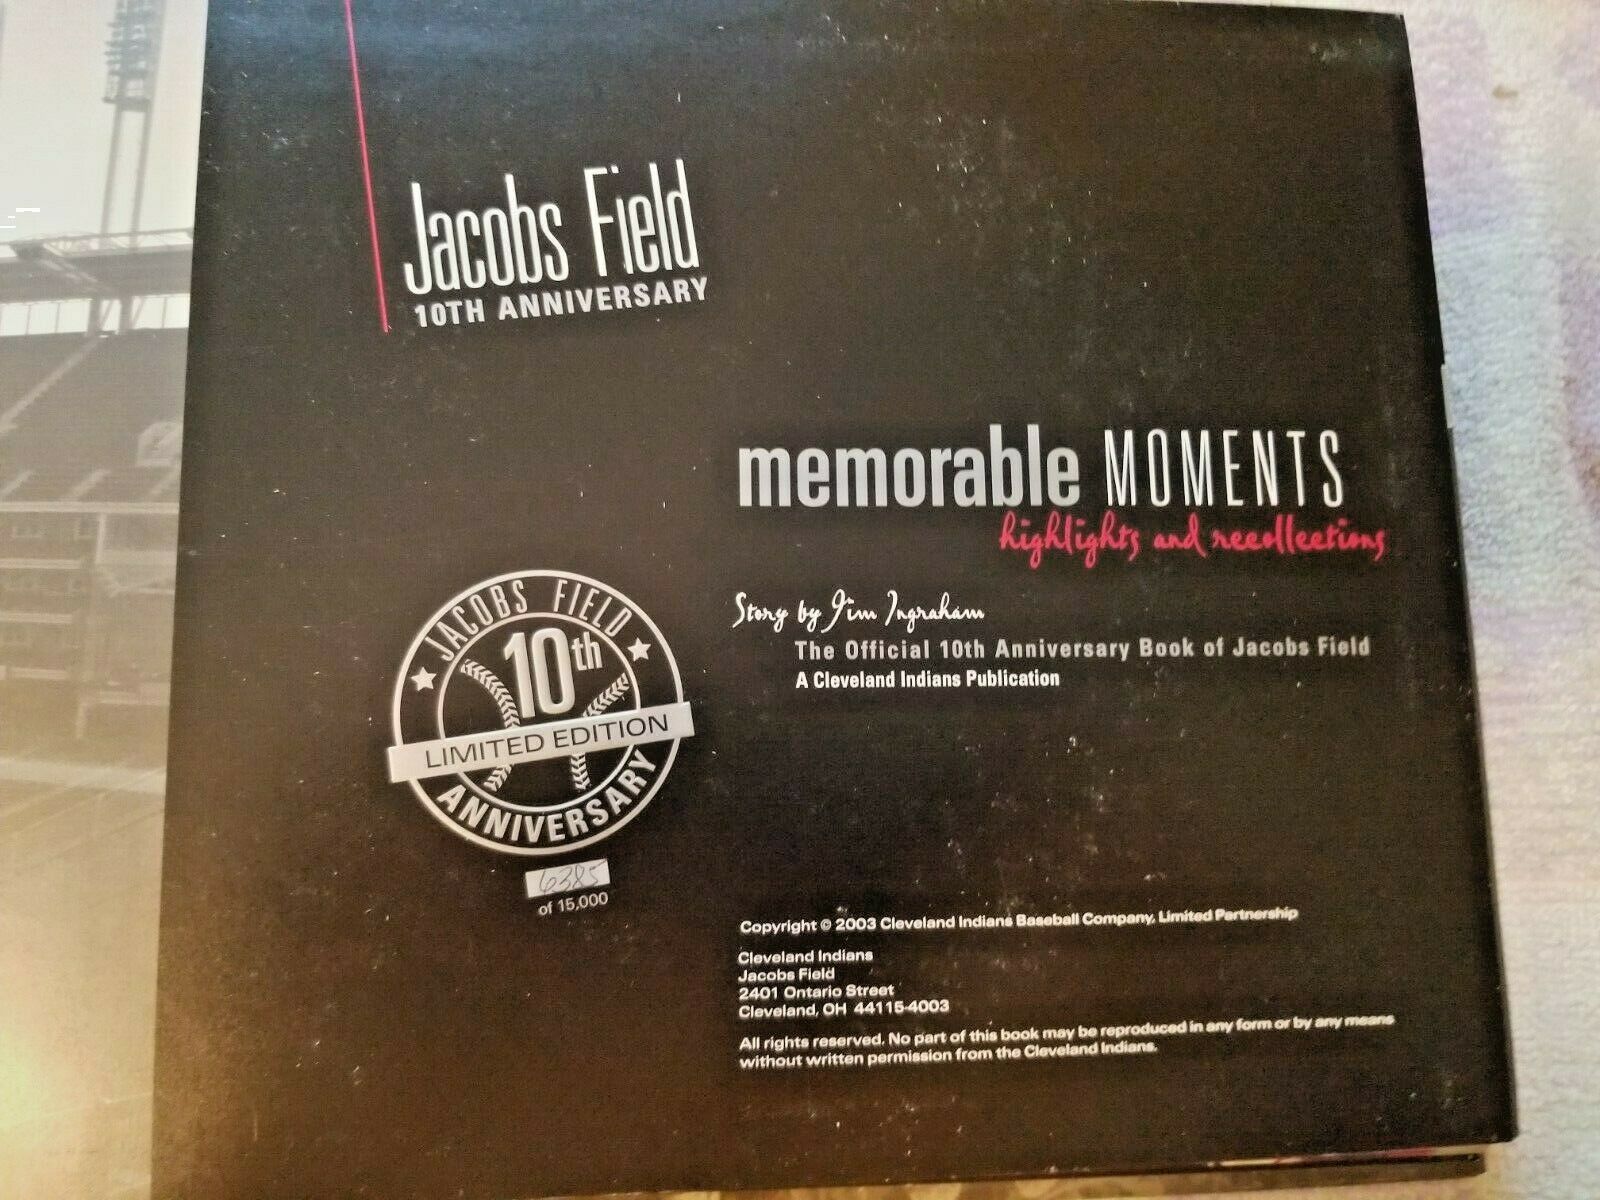 Jacobs Field
10TH ANNIVERSARY
memorable MOMENTS
highlights and recollections
Story by Jim Ingraham
The Official 10th Anniversary Book of Jacobs Field
A Cleveland Indians Publication
JACOBS FIELD
10th
LIMITED EDITION
ANNIVERSARY
6385
of 15,000
Copyright © 2003 Cleveland Indians Baseball Company, Limited Partnership
Cleveland Indians
Jacobs Field
2401 Ontario Street
Cleveland, OH 44115-4003
All rights reserved. No part of this book may be reproduced in any form or by any means
without written permission from the Cleveland Indians.